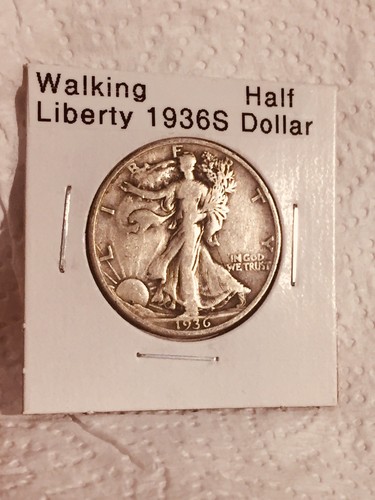 Walking Half
Liberty 1936S Dollar
LIBERTY
IN GOD
WE TRUST
1936